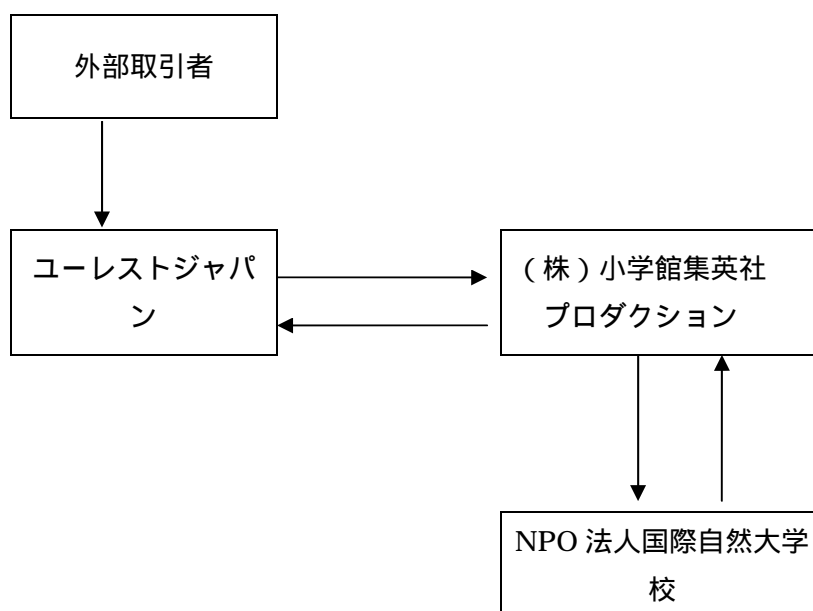 外部取引者
ユーレストジャパ
ン
（株）小学館集英社
プロダクション
NPO 法人国際自然大学
校